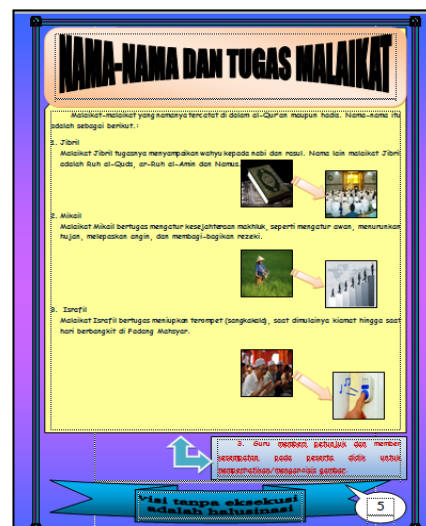 NAMA-NAMA DAN TUGAS MALAIKAT
Malaikat-malaikat yang namanya tercatat di dalam al-Qur'an maupun hadis. Nama-nama itu
adalah sebagai berikut.:
1. Jibril
Malaikat Jibril tugasnya menyampaikan wahyu kepada nabi dan rasul. Nama lain malaikat Jibril
adalah Ruh al-Quds, ar-Ruh al-Amin dan Namus.
2. Mikail
Malaikat Mikail bertugas mengatur kesejahteraan makhluk, seperti mengatur awan, menurunkan
hujan, melepaskan angin, dan membagi-bagikan rezeki.
3. Israfil
Malaikat Israfil bertugas meniupkan terompet (sangkakala), saat dimulainya kiamat hingga saat
hari berbangkit di Padang Mahsyar.
3. Guru memberi petunjuk dan member
kesempatan pada peserta didik untuk
memperhatikan/menganalisis gambar.
visi tanpa eksekusi
adalah halusinasi
5